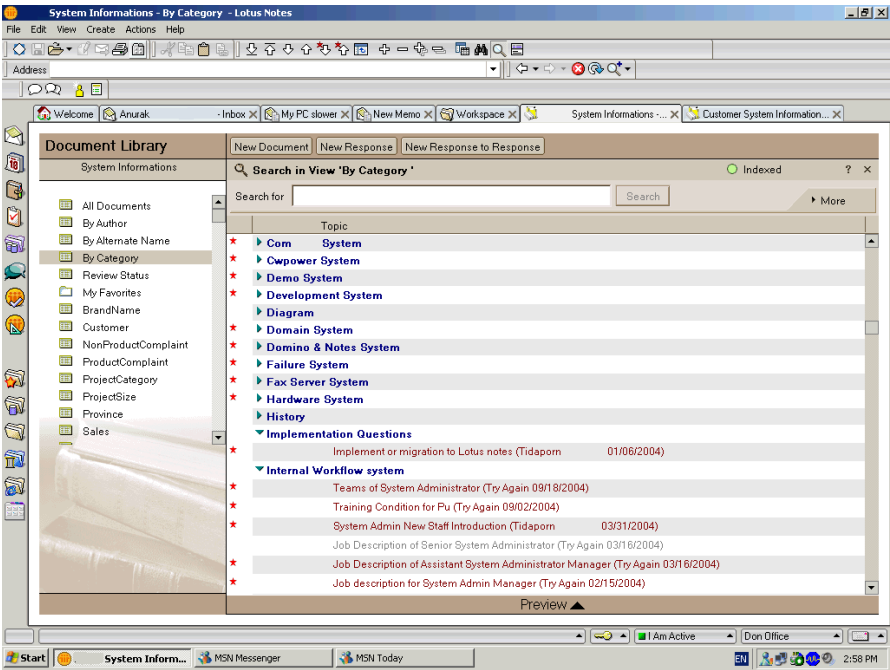 System Informations - By Category - Lotus Notes
File Edit View Create Actions Help
Address
Welcome Anurak - Inbox My PC slower New Memo Workspace System Informations -... Customer System Information...
Document Library
System Informations
New Document New Response New Response to Response
Search in View 'By Category ' Indexed ? ×
Search for Search More
All Documents
By Author
By Alternate Name
By Category
Review Status
My Favorites
BrandName
Customer
NonProductComplaint
ProductComplaint
ProjectCategory
ProjectSize
Province
Sales
Topic
Com System
Cwpower System
Demo System
Development System
Diagram
Domain System
Domino & Notes System
Failure System
Fax Server System
Hardware System
History
Implementation Questions
Implement or migration to Lotus notes (Tidaporn 01/06/2004)
Internal Workflow system
Teams of System Administrator (Try Again 09/18/2004)
Training Condition for Pu (Try Again 09/02/2004)
System Admin New Staff Introduction (Tidaporn 03/31/2004)
Job Description of Senior System Administrator (Try Again 03/16/2004)
Job Description of Assistant System Administrator Manager (Try Again 03/16/2004)
Job description for System Admin Manager (Try Again 02/15/2004)
Preview
I Am Active Don Office
Start System Inform... MSN Messenger MSN Today EN 2:58 PM